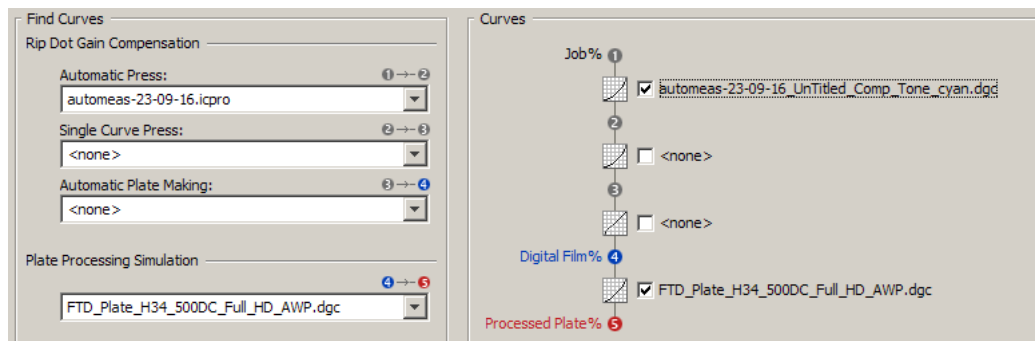 Find Curves
Rip Dot Gain Compensation
Automatic Press: 1 → 2
automeas-23-09-16.icpro
Single Curve Press: 2 → 3
<none>
Automatic Plate Making: 3 → 4
<none>
Plate Processing Simulation
4 → 5
FTD_Plate_H34_500DC_Full_HD_AWP.dgc
Curves
Job% 1
automeas-23-09-16_UnTitled_Comp_Tone_cyan.dgc
2
<none>
3
<none>
Digital Film% 4
FTD_Plate_H34_500DC_Full_HD_AWP.dgc
Processed Plate% 5